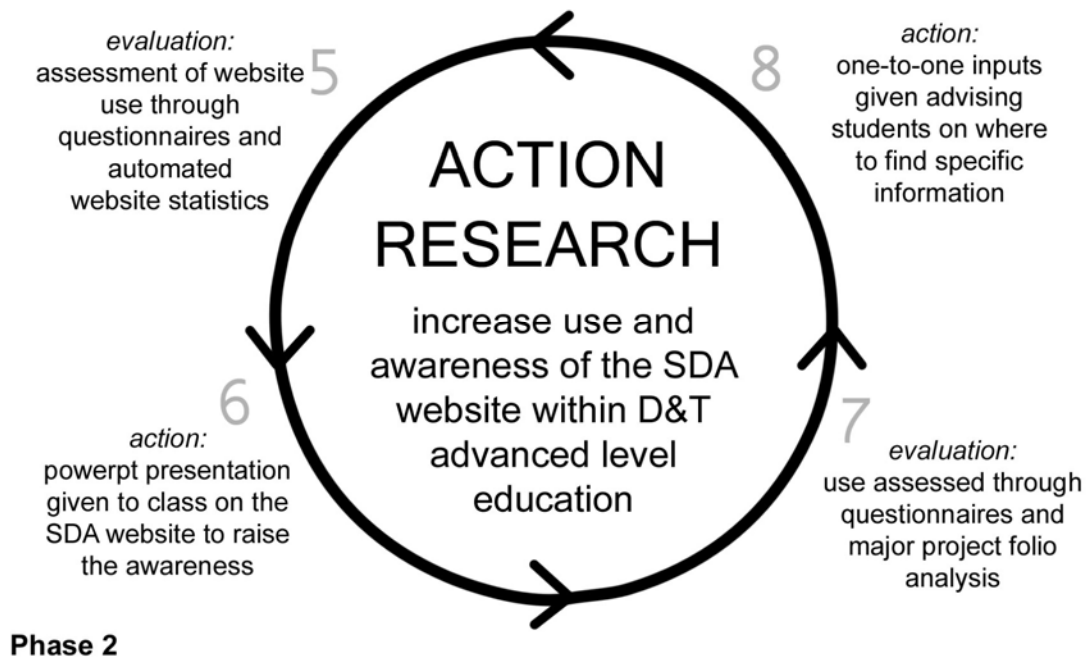 evaluation:
assessment of website
use through
questionnaires and
automated
website statistics
5
8
action:
one-to-one inputs
given advising
students on where
to find specific
information
ACTION
RESEARCH
increase use and
awareness of the SDA
website within D&T
advanced level
education
6
action:
powerpt presentation
given to class on the
SDA website to raise
the awareness
7
evaluation:
use assessed through
questionnaires and
major project folio
analysis
Phase 2